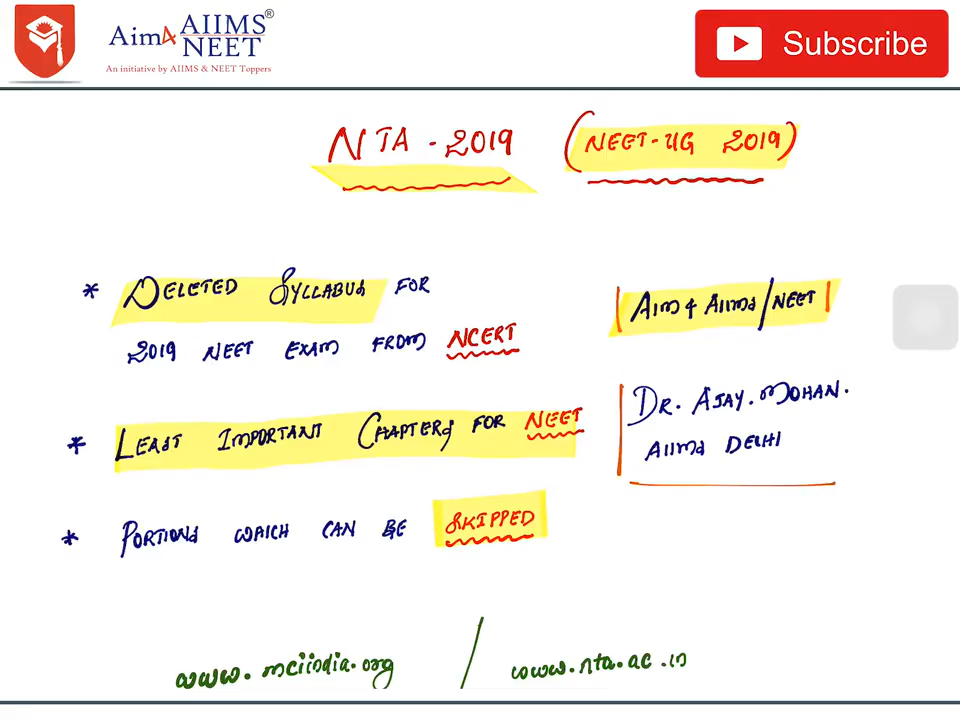 Aim4 AIIMS® NEET
An initiative by AIIMS & NEET Toppers
Subscribe
NTA - 2019 (NEET-UG 2019)
* DELETED SYLLABUS FOR
2019 NEET EXAM FROM NCERT
* LEAST IMPORTANT CHAPTERS FOR NEET
* PORTIONS WHICH CAN BE SKIPPED
AIM 4 AIIMS/NEET
DR. AJAY. MOHAN.
AIIMS DELHI
www.mciindia.org / www.nta.ac.in